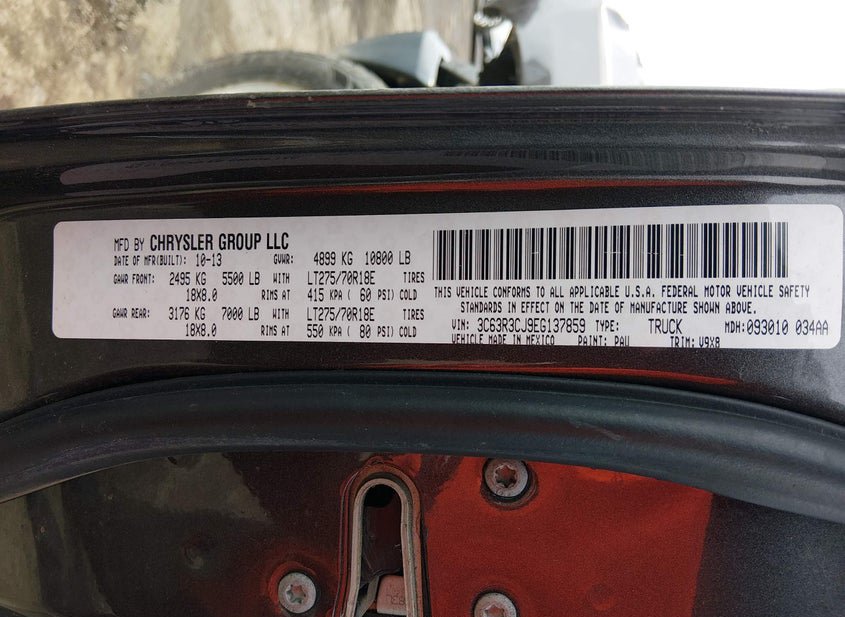 MFD BY CHRYSLER GROUP LLC
DATE OF MFR(BUILT): 10-13 GVWR: 4899 KG 10800 LB
GAWR FRONT: 2495 KG 5500 LB WITH LT275/70R18E TIRES
18X8.0 RIMS AT 415 KPA ( 60 PSI) COLD
GAWR REAR: 3176 KG 7000 LB WITH LT275/70R18E TIRES
18X8.0 RIMS AT 550 KPA ( 80 PSI) COLD
THIS VEHICLE CONFORMS TO ALL APPLICABLE U.S.A. FEDERAL MOTOR VEHICLE SAFETY
STANDARDS IN EFFECT ON THE DATE OF MANUFACTURE SHOWN ABOVE.
VIN: 3C63R3CJ9EG137859 TYPE: TRUCK MDH: 093010 034AA
VEHICLE MADE IN MEXICO PAINT: PAU TRIM: V9X8